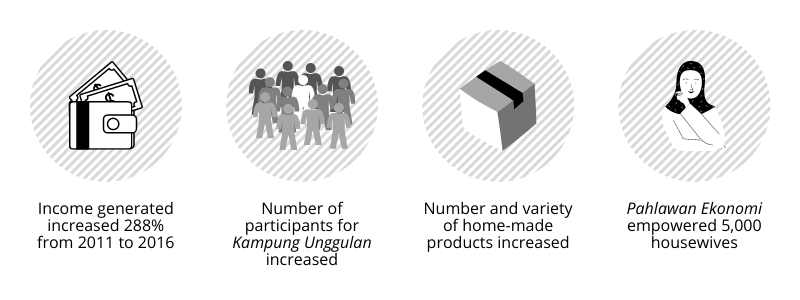 Income generated
increased 288%
from 2011 to 2016
Number of
participants for
Kampung Unggulan
increased
Number and variety
of home-made
products increased
Pahlawan Ekonomi
empowered 5,000
housewives